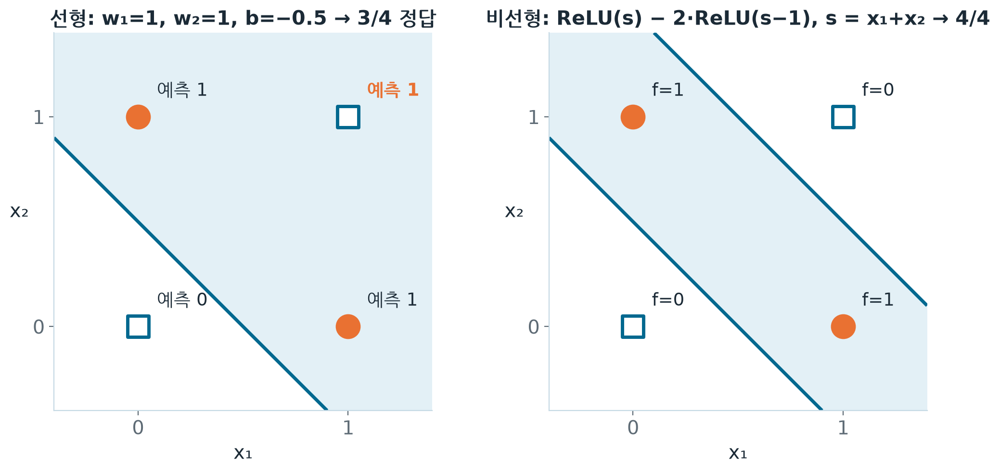 선형: w₁=1, w₂=1, b=−0.5 → 3/4 정답
예측 1
예측 1
1
x₂
예측 0
예측 1
0
0
1
x₁
비선형: ReLU(s) − 2·ReLU(s−1), s = x₁+x₂ → 4/4
f=1
f=0
1
x₂
f=0
f=1
0
0
1
x₁